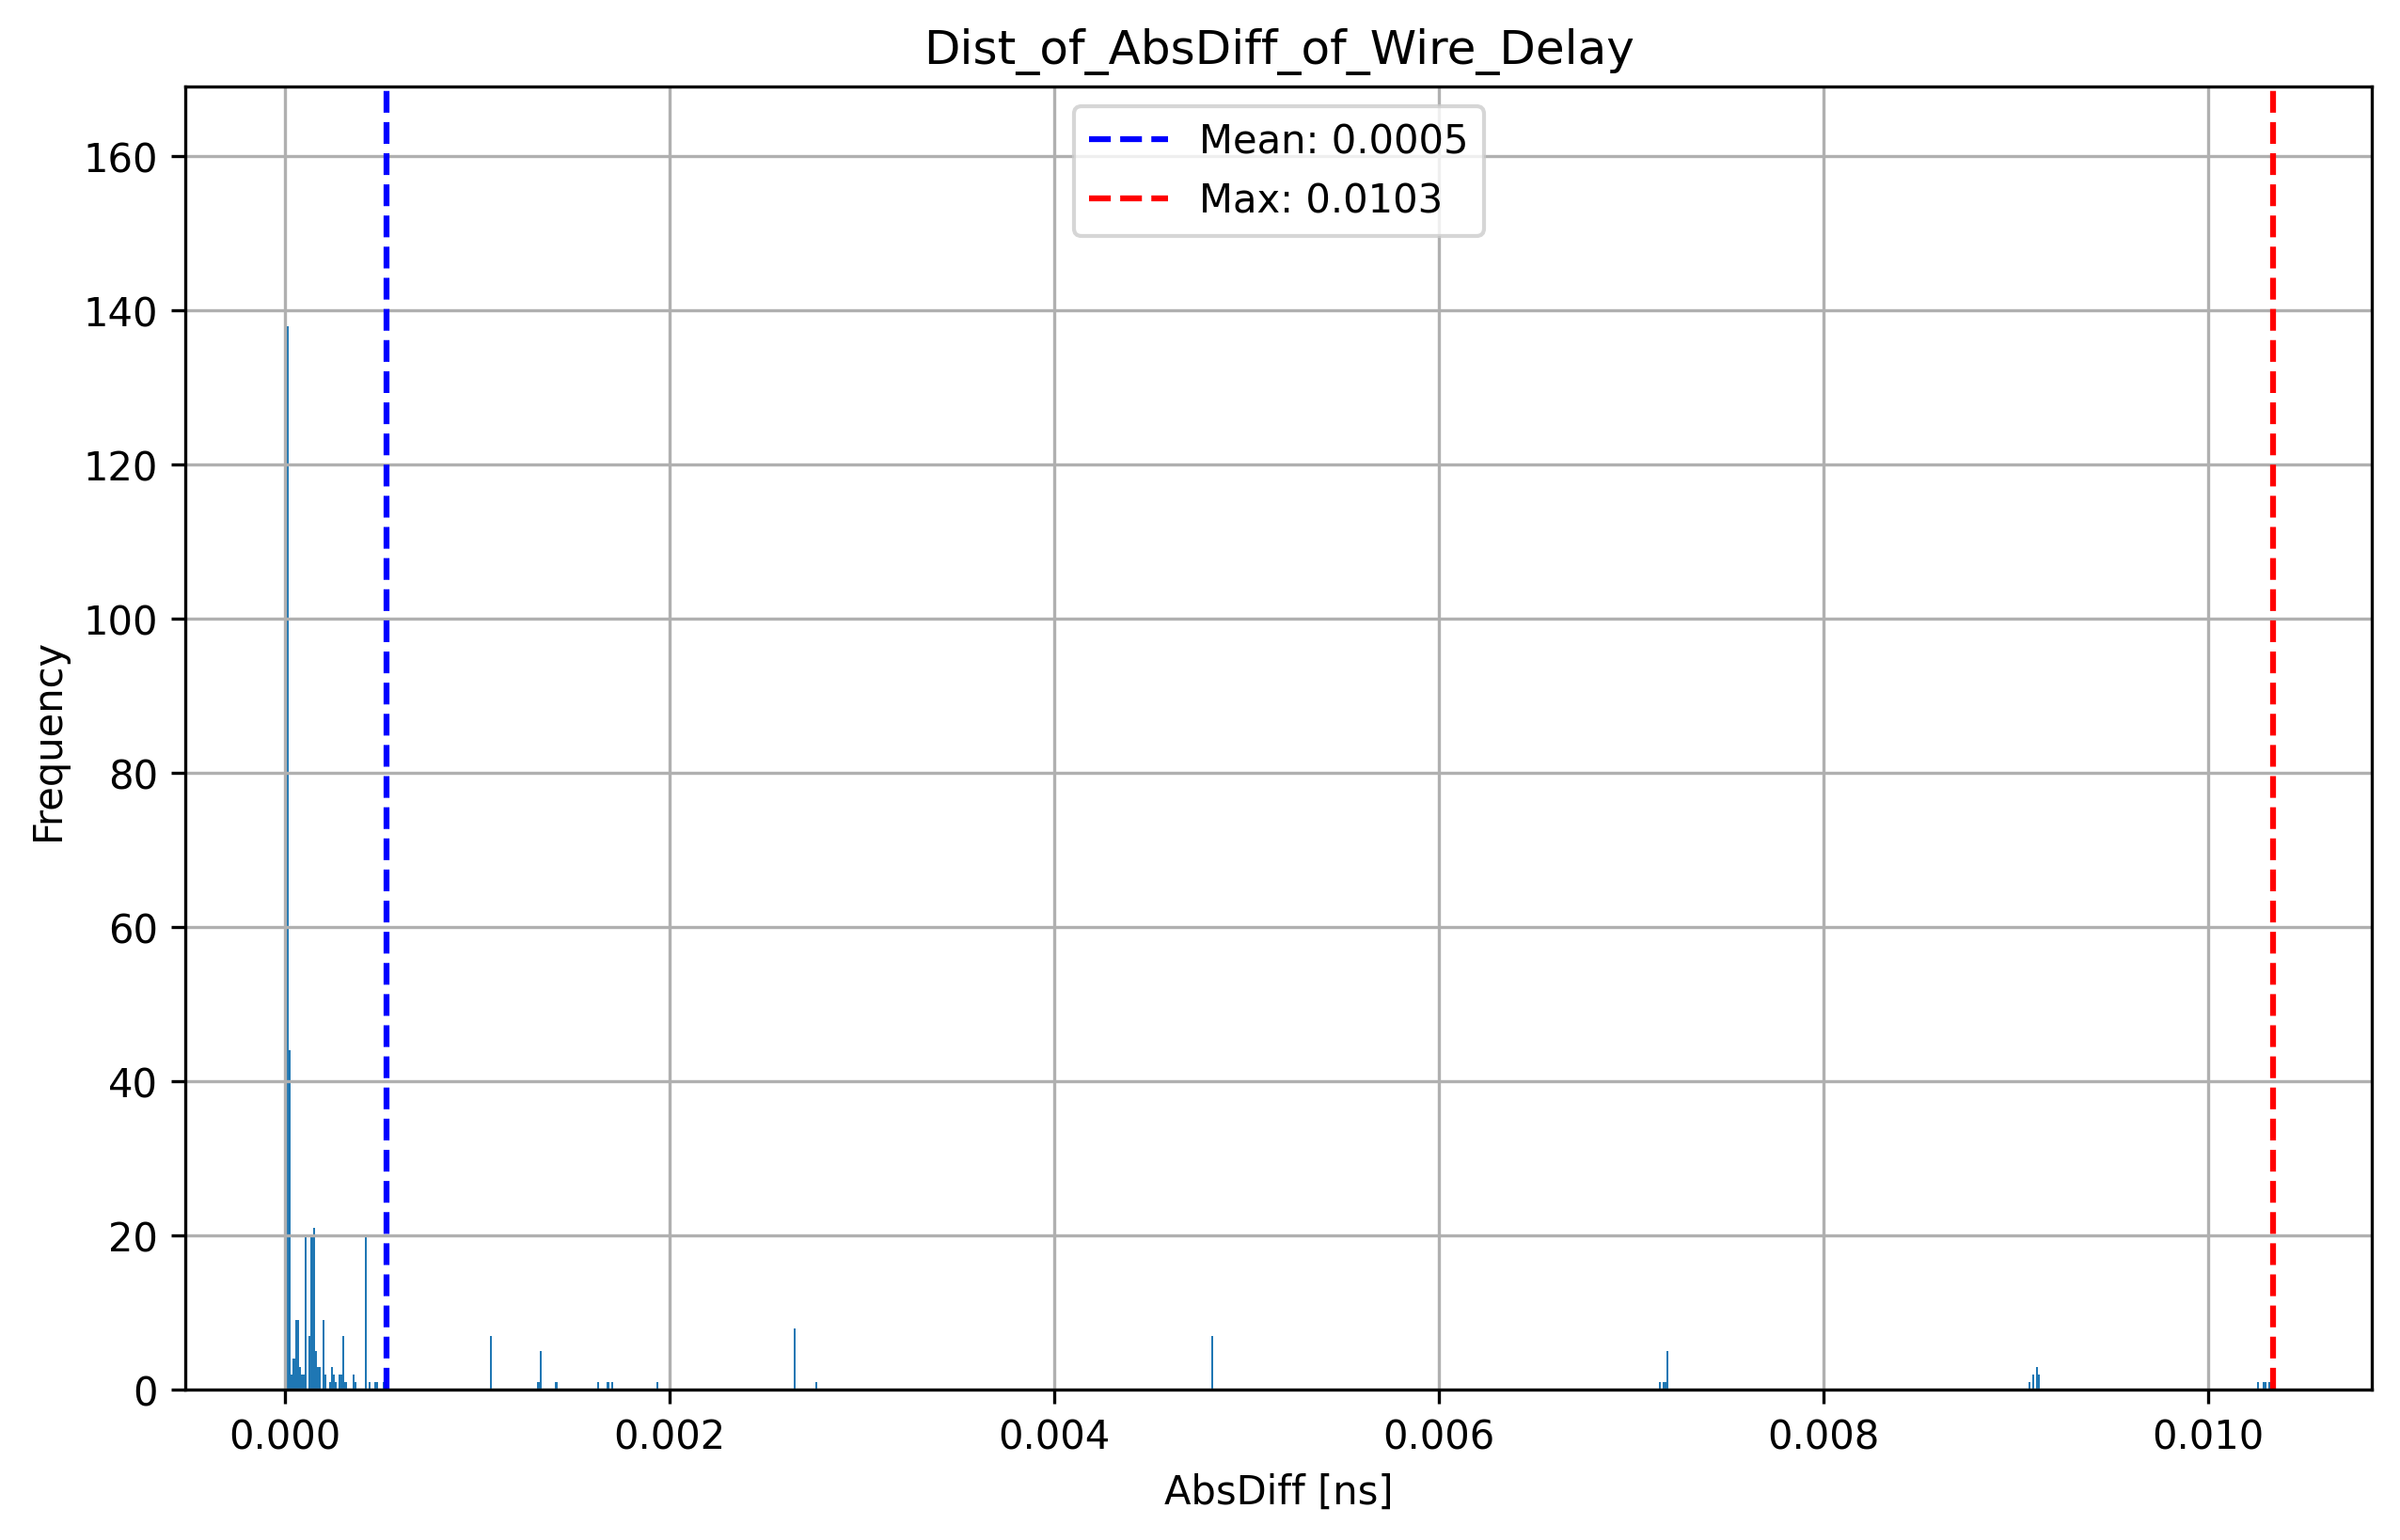 Dist_of_AbsDiff_of_Wire_Delay
Mean: 0.0005
Max: 0.0103
160
140
120
100
80
60
40
20
0
Frequency
0.000 0.002 0.004 0.006 0.008 0.010
AbsDiff [ns]